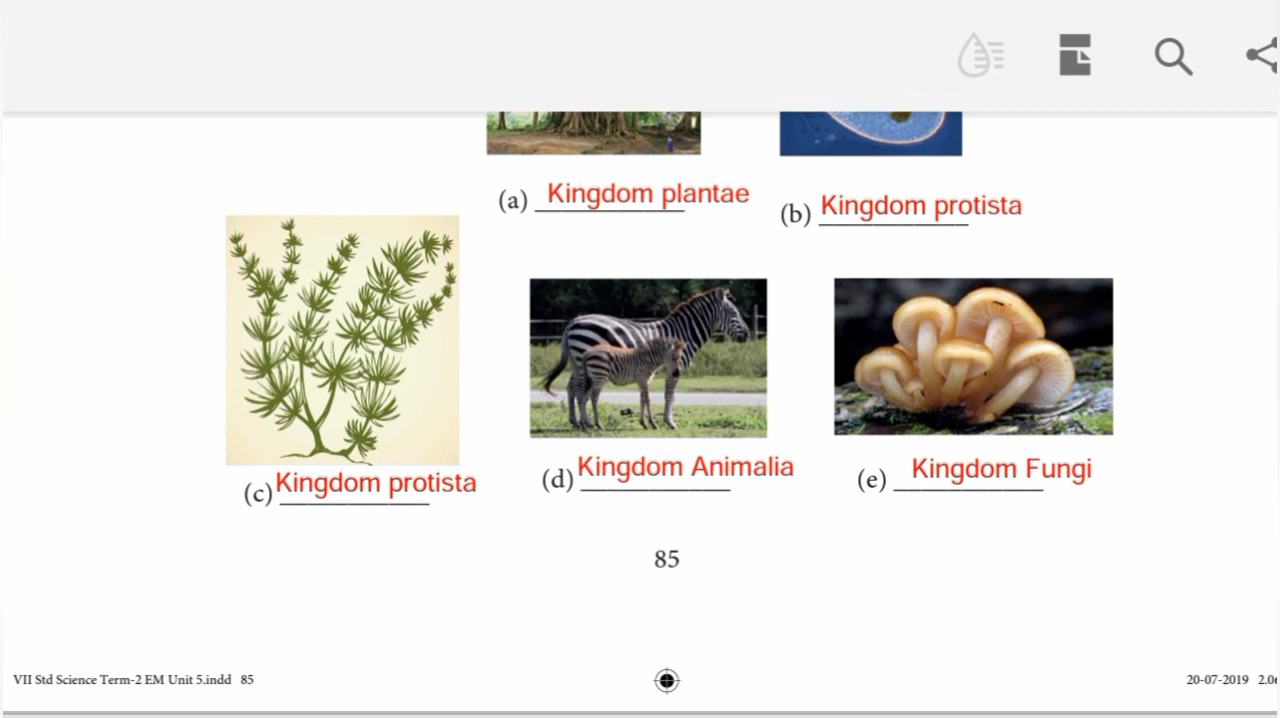 (a) Kingdom plantae
(b) Kingdom protista
(c) Kingdom protista
(d) Kingdom Animalia
(e) Kingdom Fungi
85
VII Std Science Term-2 EM Unit 5.indd 85
20-07-2019